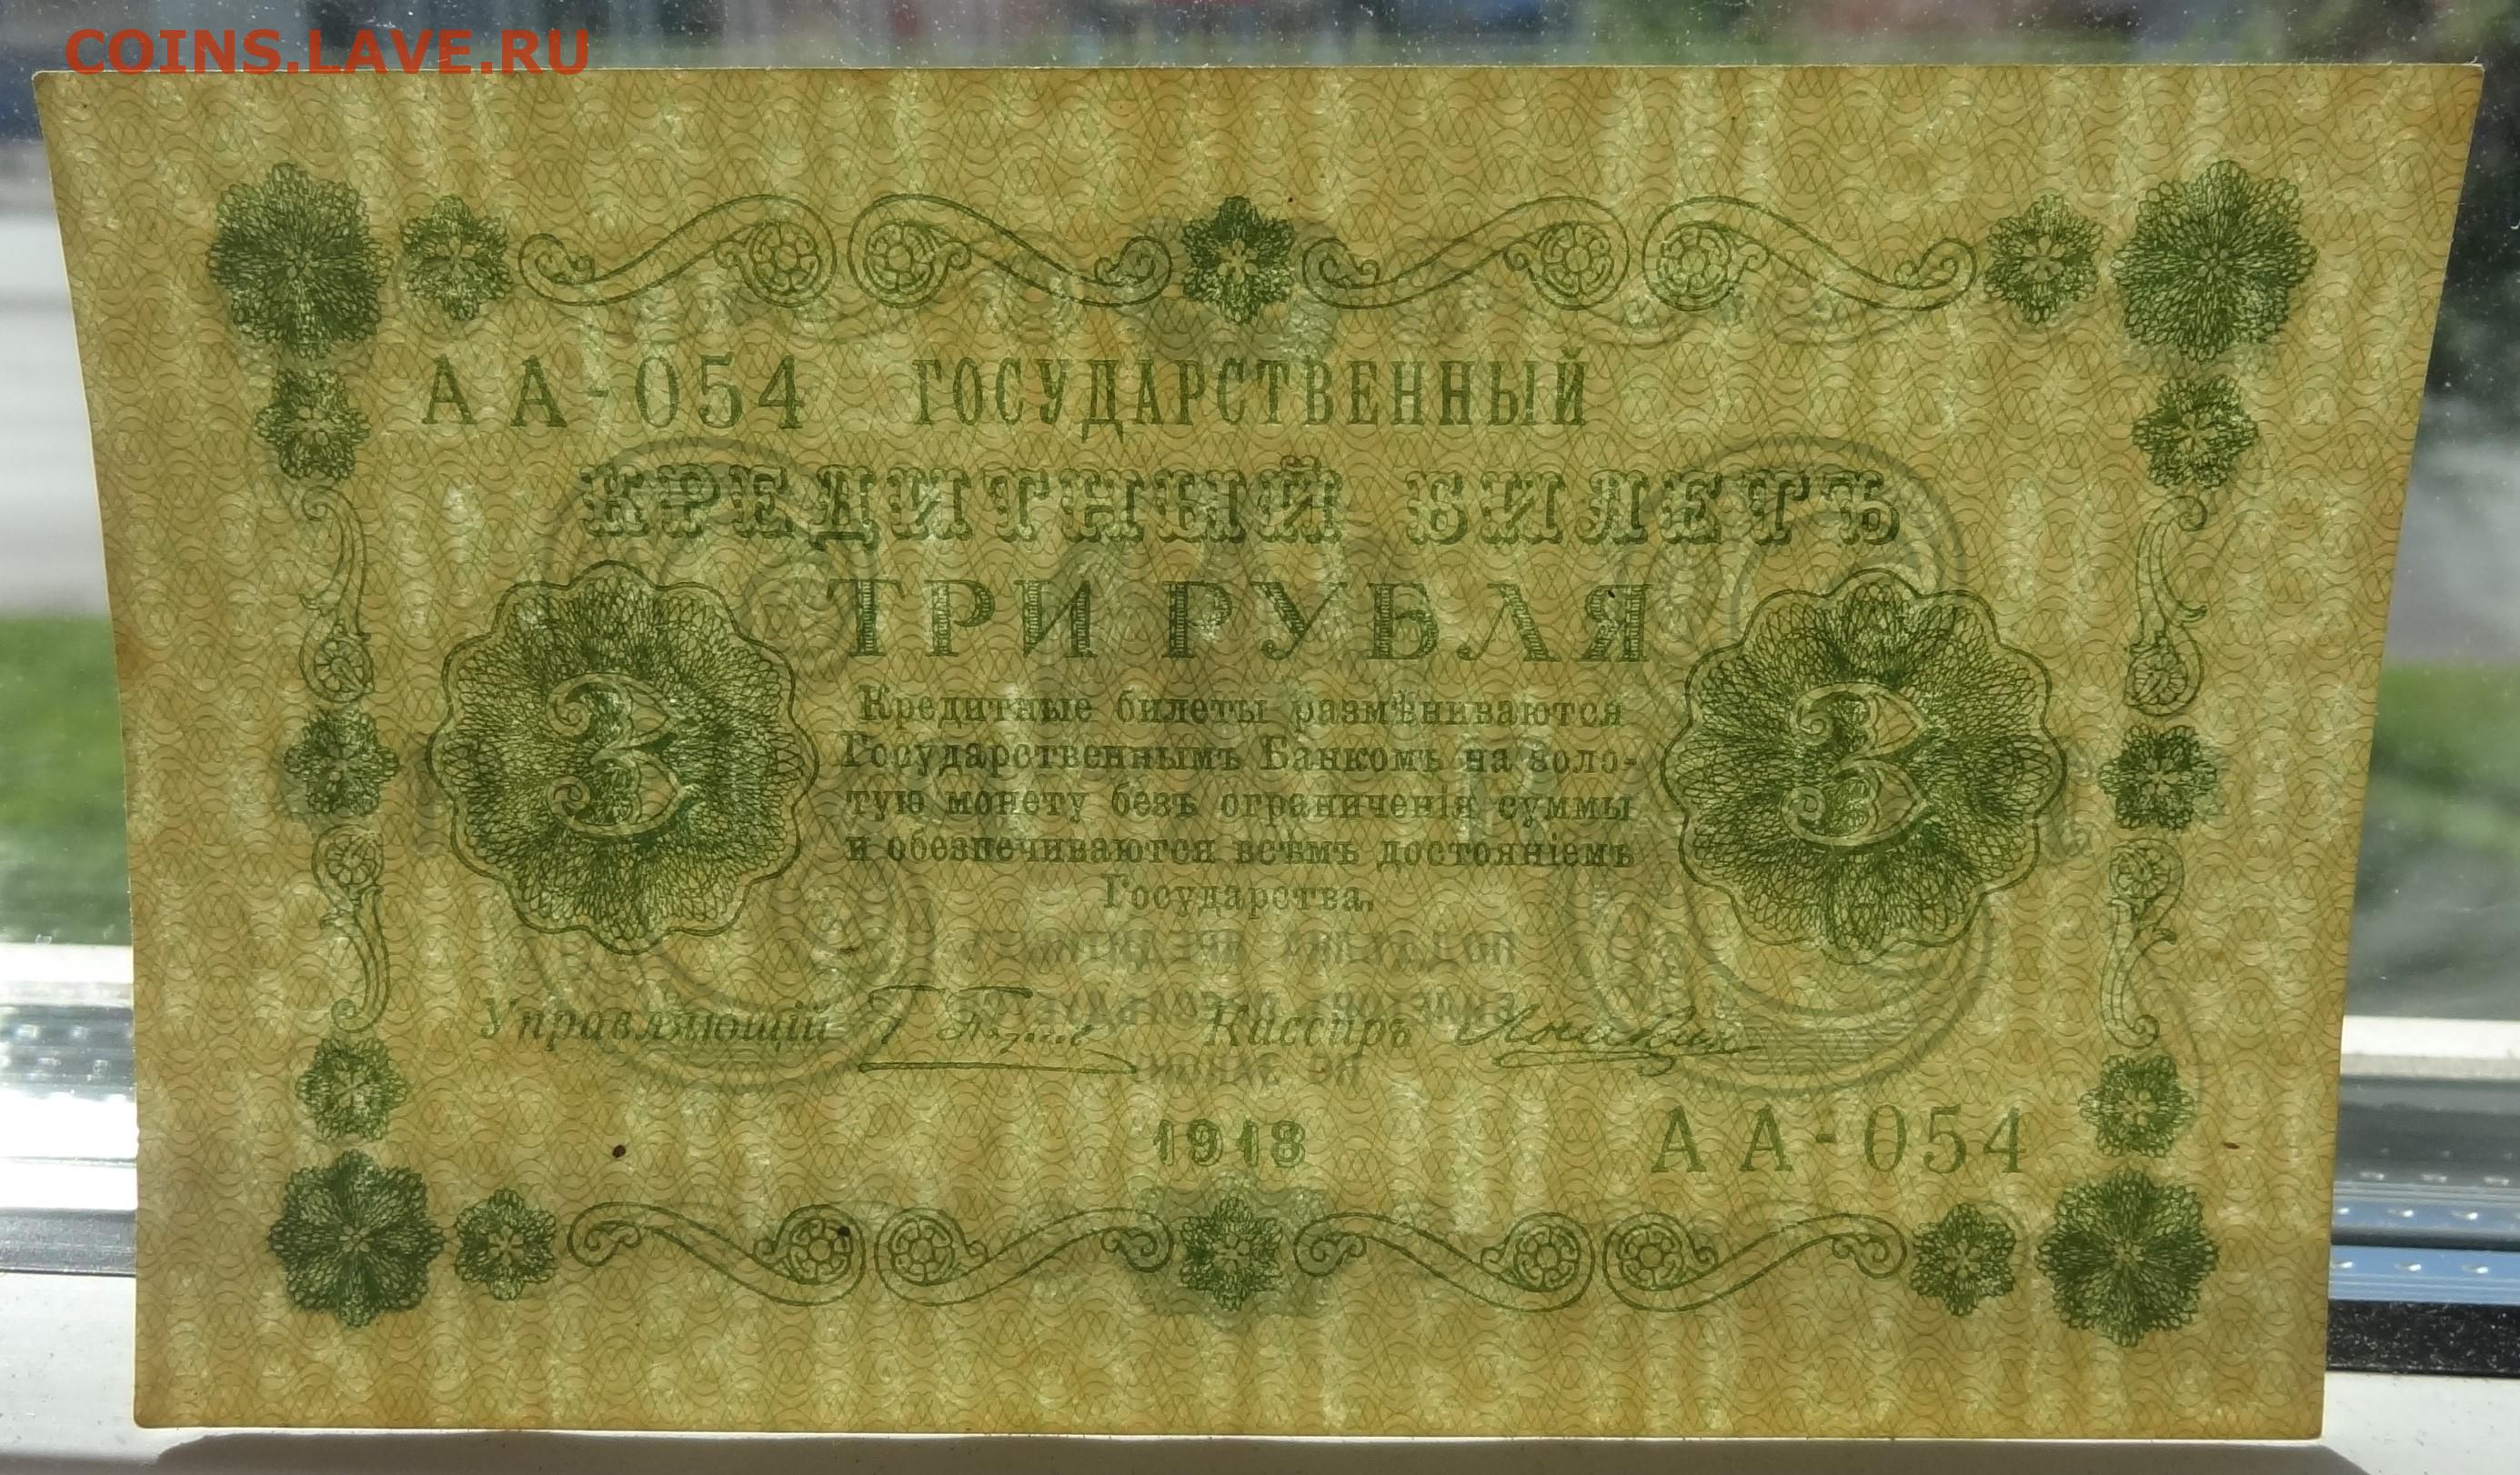 COINS.LAVE.RU
АА-054 ГОСУДАРСТВЕННЫЙ
КРЕДИТНЫЙ БИЛЕТЪ
ТРИ РУБЛЯ
3 3
Кредитные билеты размѣниваются
Государственнымъ Банкомъ на золо-
тую монету безъ ограниченія суммы
и обезпечиваются всѣмъ достояніемъ
Государства.
Управляющій Кассиръ
1918
АА-054